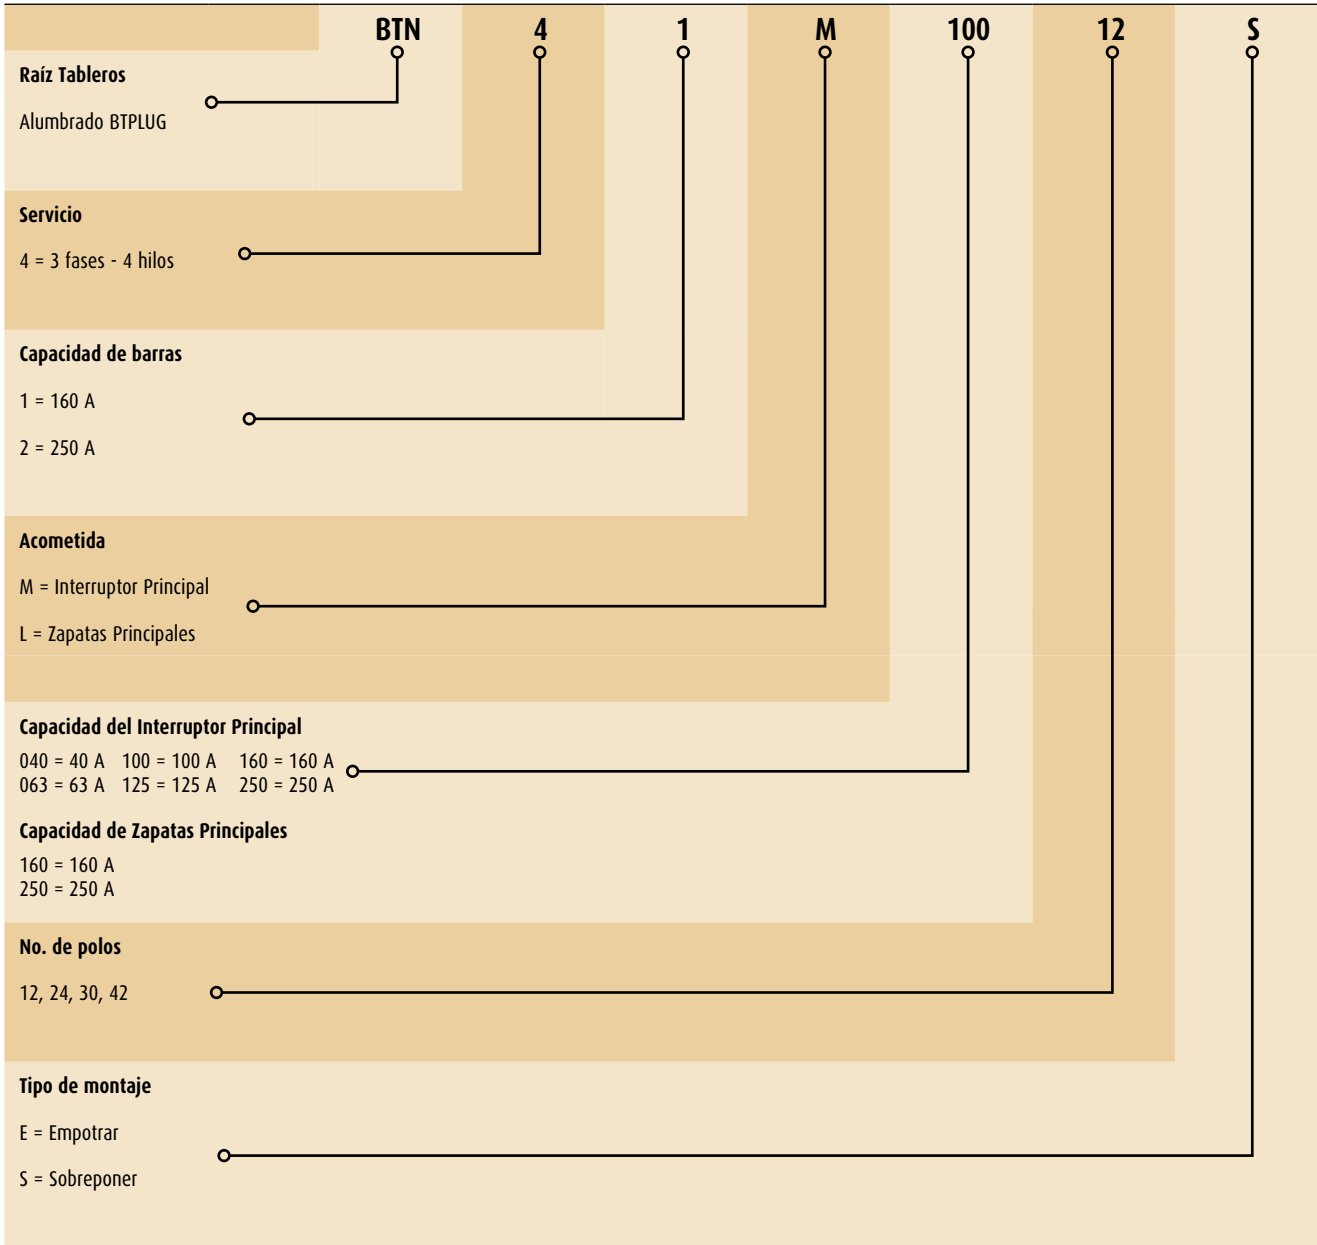 BTN 4 1 M 100 12 S
Raíz Tableros
Alumbrado BTPLUG
Servicio
4 = 3 fases - 4 hilos
Capacidad de barras
1 = 160 A
2 = 250 A
Acometida
M = Interruptor Principal
L = Zapatas Principales
Capacidad del Interruptor Principal
040 = 40 A 100 = 100 A 160 = 160 A
063 = 63 A 125 = 125 A 250 = 250 A
Capacidad de Zapatas Principales
160 = 160 A
250 = 250 A
No. de polos
12, 24, 30, 42
Tipo de montaje
E = Empotrar
S = Sobreponer